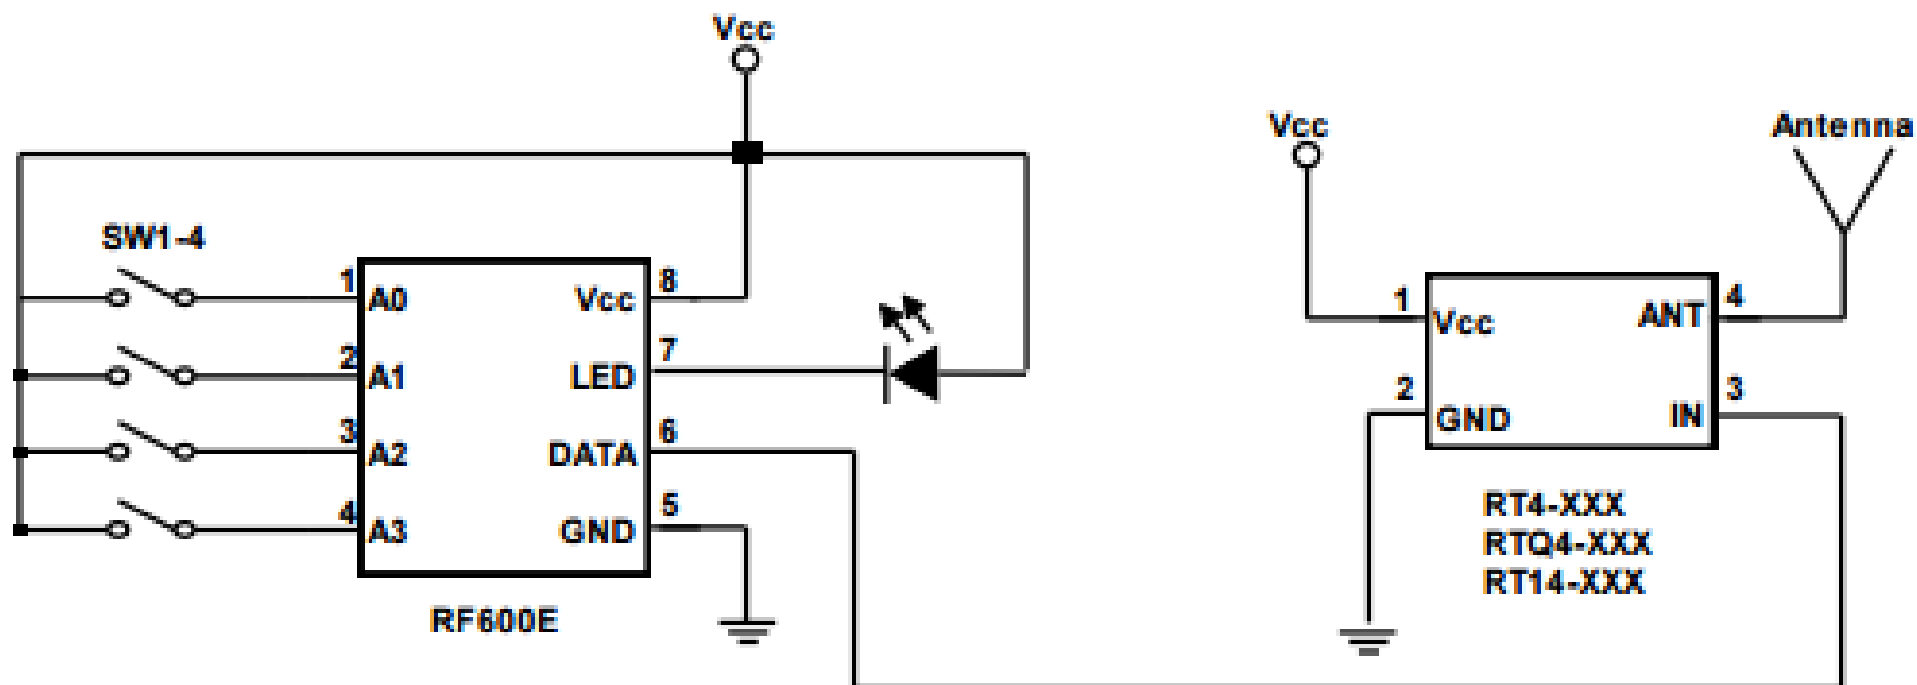 Vcc
SW1-4
1 A0
2 A1
3 A2
4 A3
Vcc 8
LED 7
DATA 6
GND 5
RF600E
Vcc
Antenna
1 Vcc
2 GND
ANT 4
IN 3
RT4-XXX
RTQ4-XXX
RT14-XXX